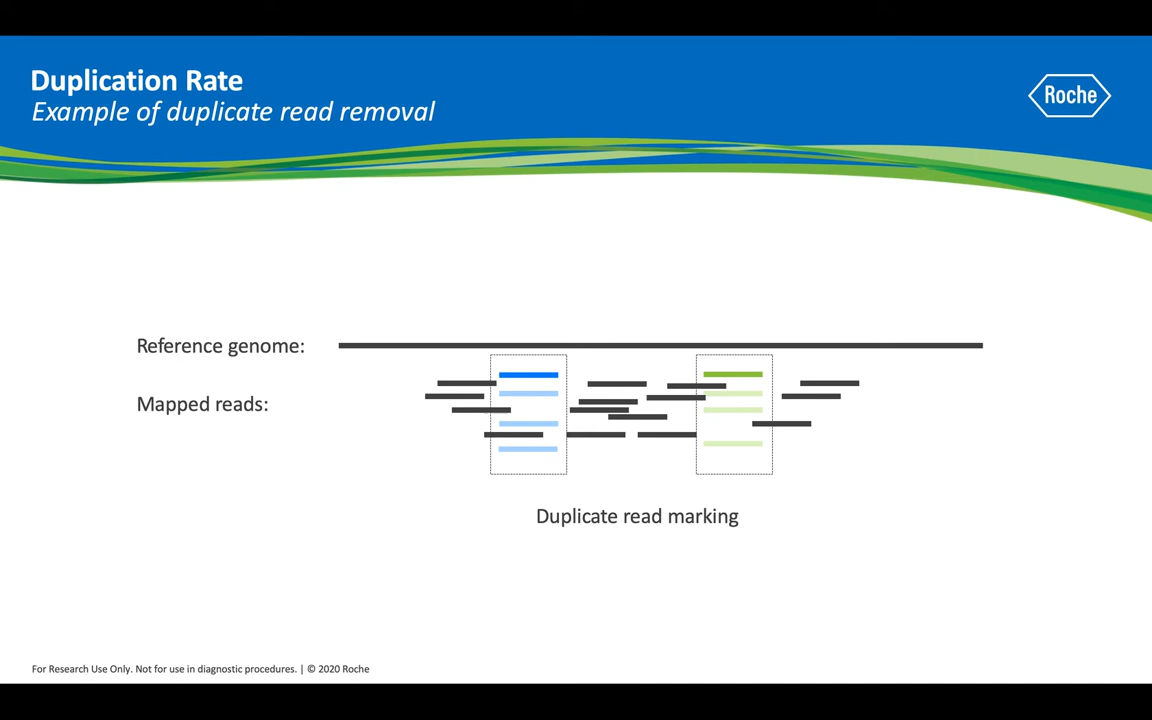 Duplication Rate
Example of duplicate read removal
Roche
Reference genome:
Mapped reads:
Duplicate read marking
For Research Use Only. Not for use in diagnostic procedures. | © 2020 Roche